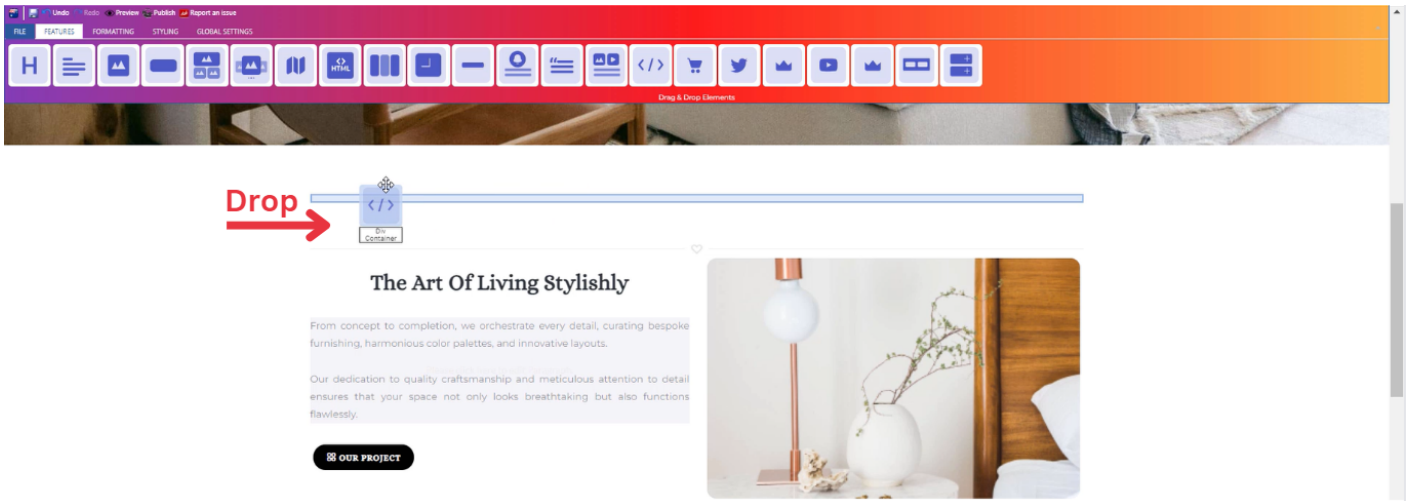 Undo Redo Preview Publish Report an issue
FILE FEATURES FORMATTING STYLING GLOBAL SETTINGS
H HTML </>
Drag & Drop Elements
Drop
</>
Div
Container
The Art Of Living Stylishly
From concept to completion, we orchestrate every detail, curating bespoke
furnishing, harmonious color palettes, and innovative layouts.
Our dedication to quality craftsmanship and meticulous attention to detail
ensures that your space not only looks breathtaking but also functions
flawlessly.
OUR PROJECT